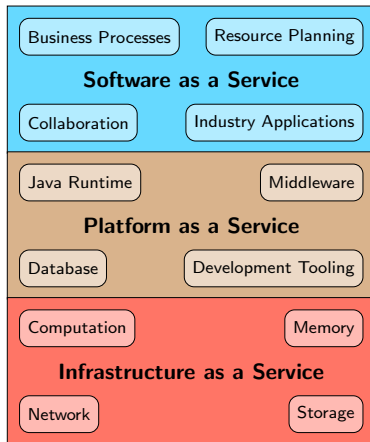 Business Processes
Resource Planning
Software as a Service
Collaboration
Industry Applications
Java Runtime
Middleware
Platform as a Service
Database
Development Tooling
Computation
Memory
Infrastructure as a Service
Network
Storage